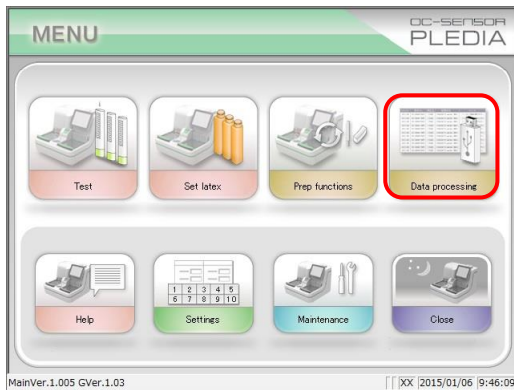 MENU
OC-SENSOR
PLEDIA
Test
Set latex
Prep functions
Data processing
1 2 3 4 5
6 7 8 9 10
Help
Settings
Maintenance
Close
MainVer.1.005 GVer.1.03
XX 2015/01/06 9:46:09